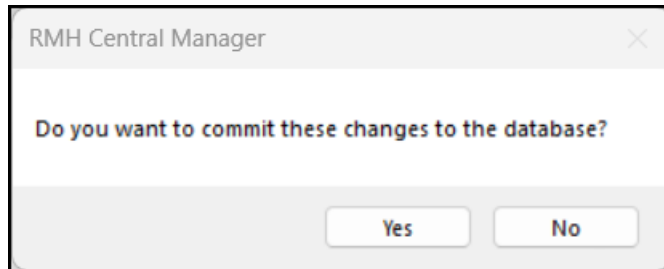 RMH Central Manager
Do you want to commit these changes to the database?
Yes No